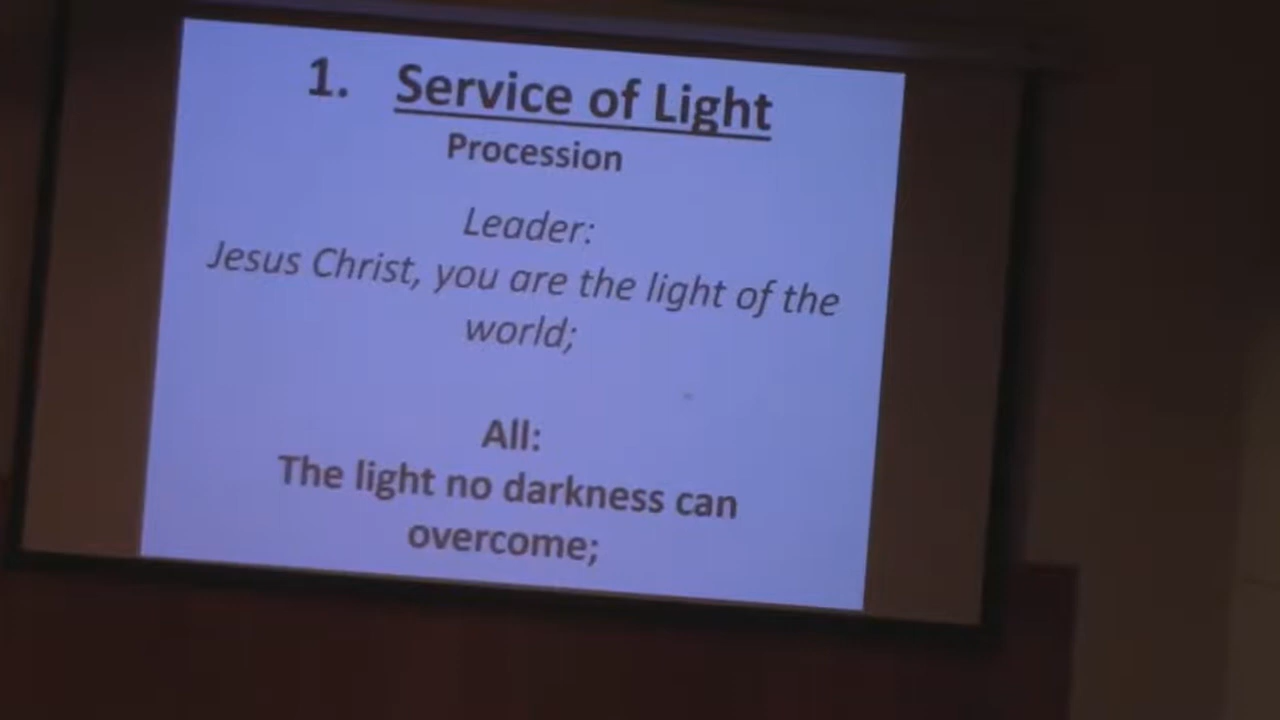 1. Service of Light
Procession
Leader:
Jesus Christ, you are the light of the
world;
All:
The light no darkness can
overcome;